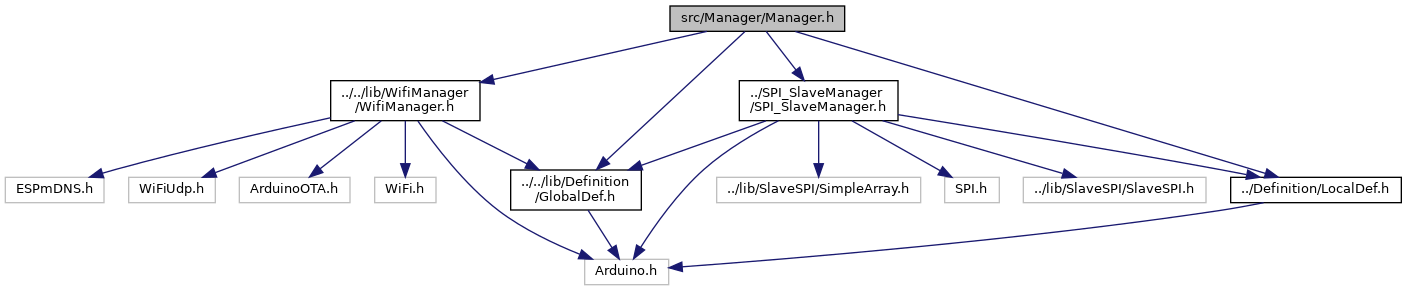 src/Manager/Manager.h
../../lib/WifiManager
/WifiManager.h
../SPI_SlaveManager
/SPI_SlaveManager.h
ESPmDNS.h
WiFiUdp.h
ArduinoOTA.h
WiFi.h
../../lib/Definition
/GlobalDef.h
../lib/SlaveSPI/SimpleArray.h
SPI.h
../lib/SlaveSPI/SlaveSPI.h
../Definition/LocalDef.h
Arduino.h